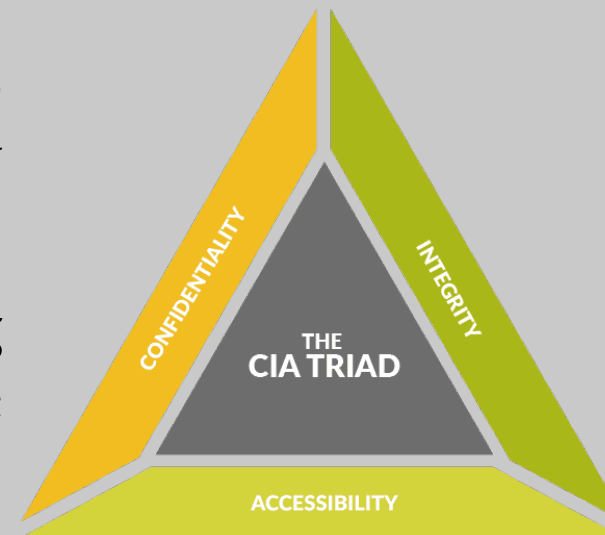 CONFIDENTIALITY
INTEGRITY
THE
CIA TRIAD
ACCESSIBILITY